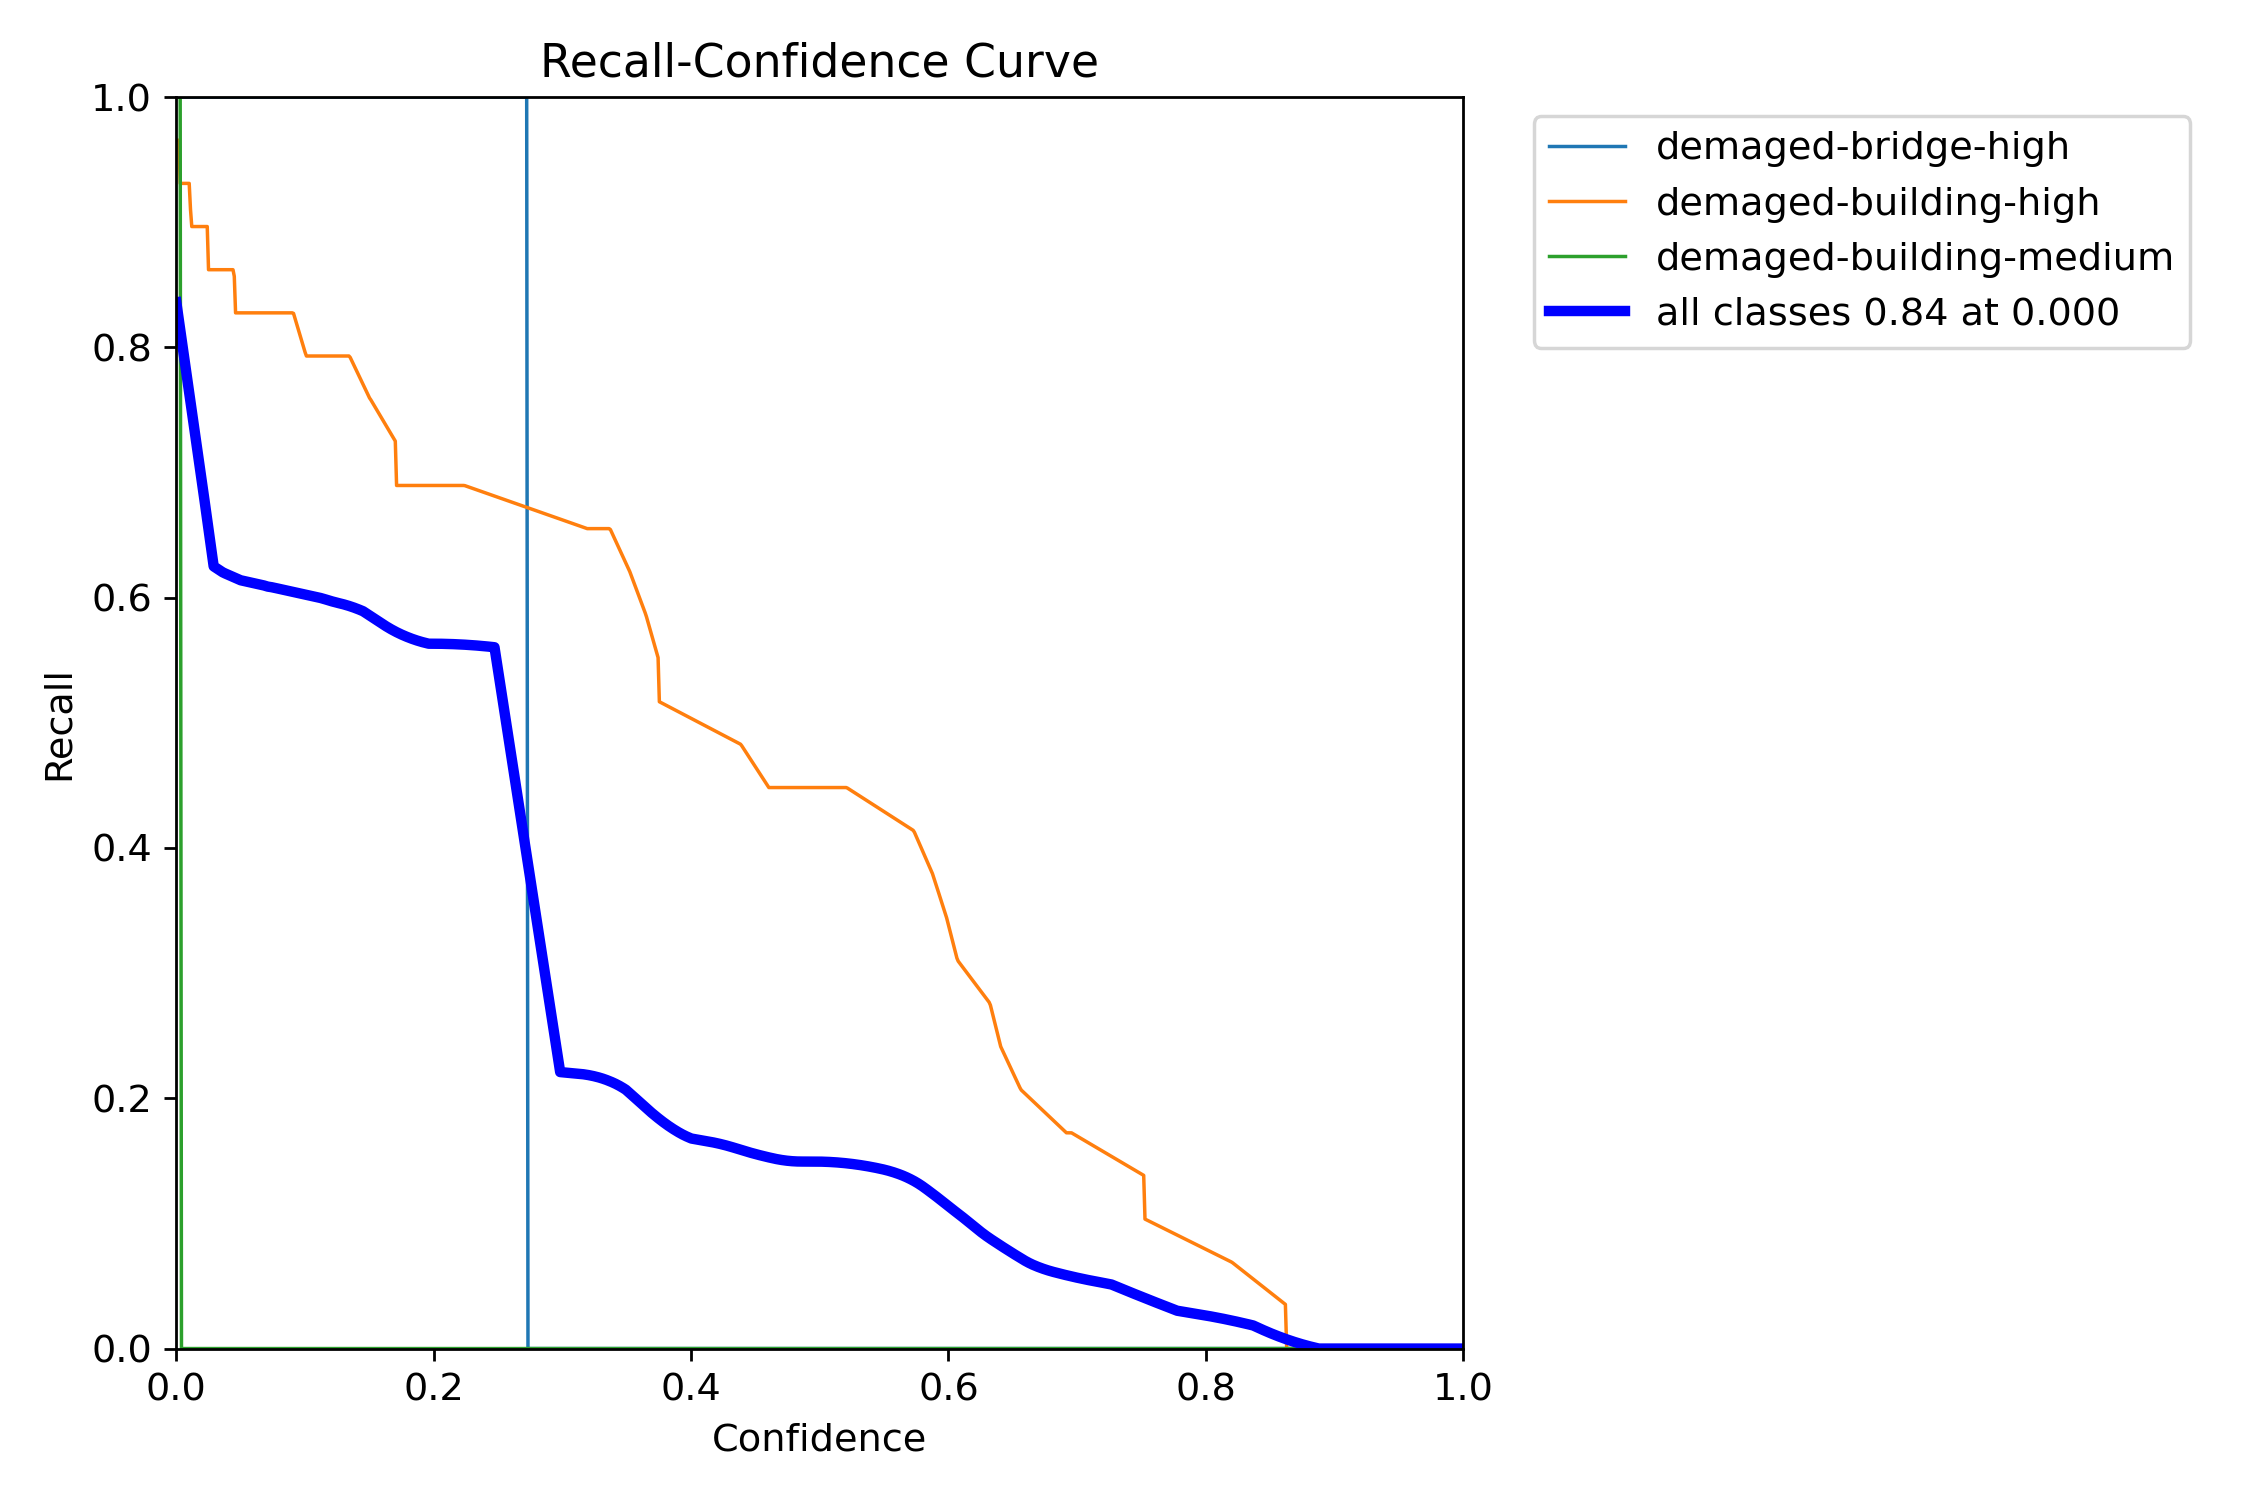 Recall-Confidence Curve
1.0
0.8
0.6
0.4
0.2
0.0
Recall
0.0 0.2 0.4 0.6 0.8 1.0
Confidence
demaged-bridge-high
demaged-building-high
demaged-building-medium
all classes 0.84 at 0.000